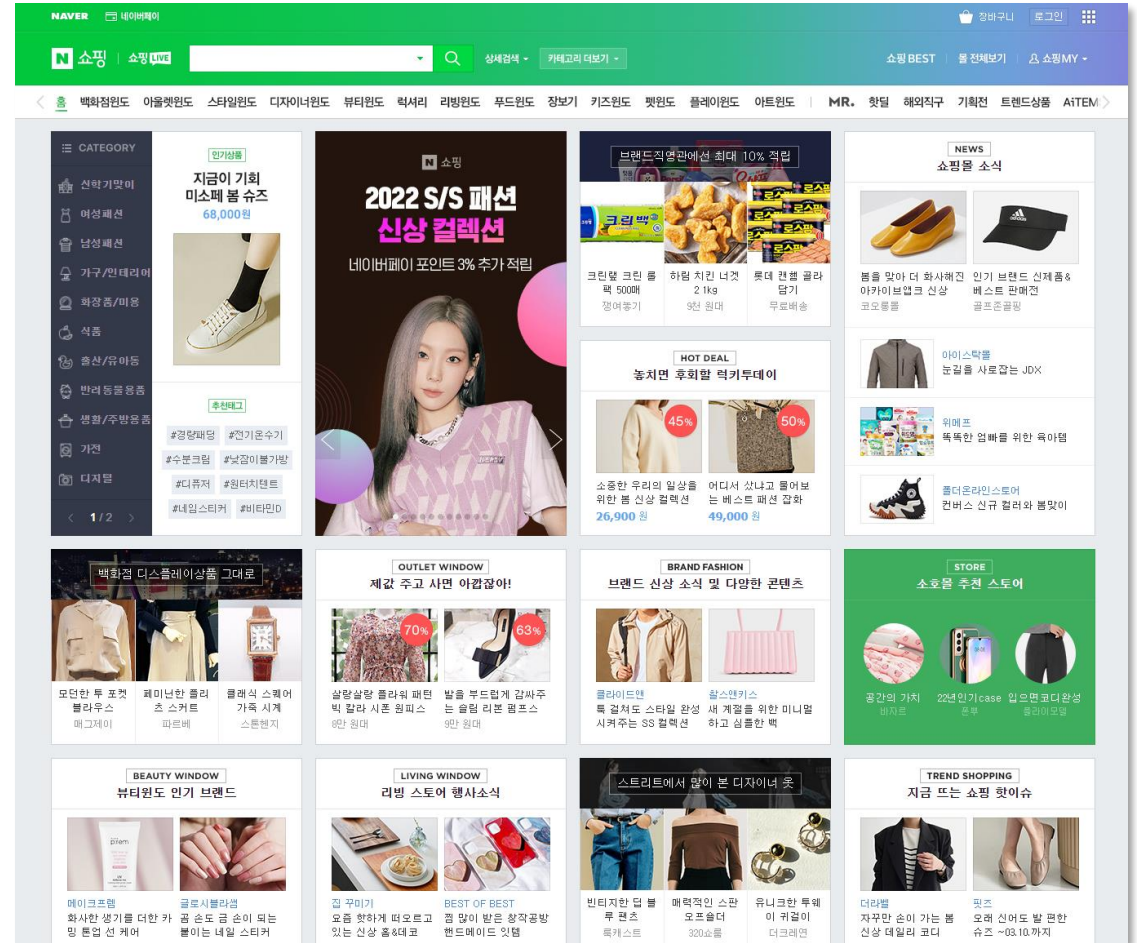 NAVER 네이버페이
장바구니 로그인
N 쇼핑 쇼핑LIVE
상세검색 카테고리 더보기
쇼핑BEST 몰 전체보기 쇼핑MY
홈 백화점윈도 아울렛윈도 스타일윈도 디자이너윈도 뷰티윈도 럭셔리 리빙윈도 푸드윈도 장보기 키즈윈도 펫윈도 플레이윈도 아트윈도 MR. 핫딜 해외직구 기획전 트렌드상품 AiTEM
CATEGORY
신학기맞이
여성패션
남성패션
가구/인테리어
화장품/미용
식품
출산/유아동
반려동물용품
생활/주방용품
가전
디지털
1/2
인기상품
지금이 기회
미소페 봄 슈즈
68,000원
추천태그
#경량패딩 #전기온수기
#수분크림 #낮잠이불가방
#디퓨저 #원터치텐트
#네임스티커 #비타민D
N 쇼핑
2022 S/S 패션
신상 컬렉션
네이버페이 포인트 3% 추가 적립
브랜드직영관에선 최대 10% 적립
크린백
크린랲 크린 롤
팩 500매
쟁여놓기
하림 치킨 너겟
2 1kg
9천 원대
롯데 캔햄 골라
담기
무료배송
HOT DEAL
놓치면 후회할 럭키투데이
45%
50%
소중한 우리의 일상을
위한 봄 신상 컬렉션
26,900 원
어디서 샀냐고 물어보
는 베스트 패션 잡화
49,000 원
NEWS
쇼핑몰 소식
adidas
봄을 맞아 더 화사해진
아카이브앱크 신상
코오롱몰
인기 브랜드 신제품&
베스트 판매전
골프존골핑
아이스탁몰
눈길을 사로잡는 JDX
위메프
똑똑한 엄빠를 위한 육아템
폴더온라인스토어
컨버스 신규 컬러와 봄맞이
백화점 디스플레이상품 그대로
모던한 투 포켓
블라우스
매그제이
페미닌한 플리
츠 스커트
파르베
클래식 스퀘어
가죽 시계
스톤헨지
OUTLET WINDOW
제값 주고 사면 아깝잖아!
70%
63%
살랑살랑 플라워 패턴
빅 칼라 시폰 원피스
8만 원대
발을 부드럽게 감싸주
는 슬림 리본 펌프스
9만 원대
BRAND FASHION
브랜드 신상 소식 및 다양한 콘텐츠
클라이드앤
툭 걸쳐도 스타일 완성
시켜주는 SS 컬렉션
찰스앤키스
새 계절을 위한 미니멀
하고 심플한 백
STORE
소호몰 추천 스토어
공간의 가치
바자르
22년인기case
폰뿌
입으면코디완성
플라이모델
BEAUTY WINDOW
뷰티윈도 인기 브랜드
메이크프렘
화사한 생기를 더한 카
밍 톤업 선 케어
글로시블라썸
곰 손도 금 손이 되는
붙이는 네일 스티커
LIVING WINDOW
리빙 스토어 행사소식
집 꾸미기
요즘 핫하게 떠오르고
있는 신상 홈&데코
BEST OF BEST
찜 많이 받은 창작공방
핸드메이드 잇템
스트리트에서 많이 본 디자이너 옷
빈티지한 딥 블
루 팬츠
룩캐스트
매력적인 스판
오프숄더
320쇼룸
유니크한 투웨
이 귀걸이
더크레연
TREND SHOPPING
지금 뜨는 쇼핑 핫이슈
더라벨
자꾸만 손이 가는 봄
신상 데일리 코디
핏즈
오래 신어도 발 편한
슈즈 ~03.10.까지